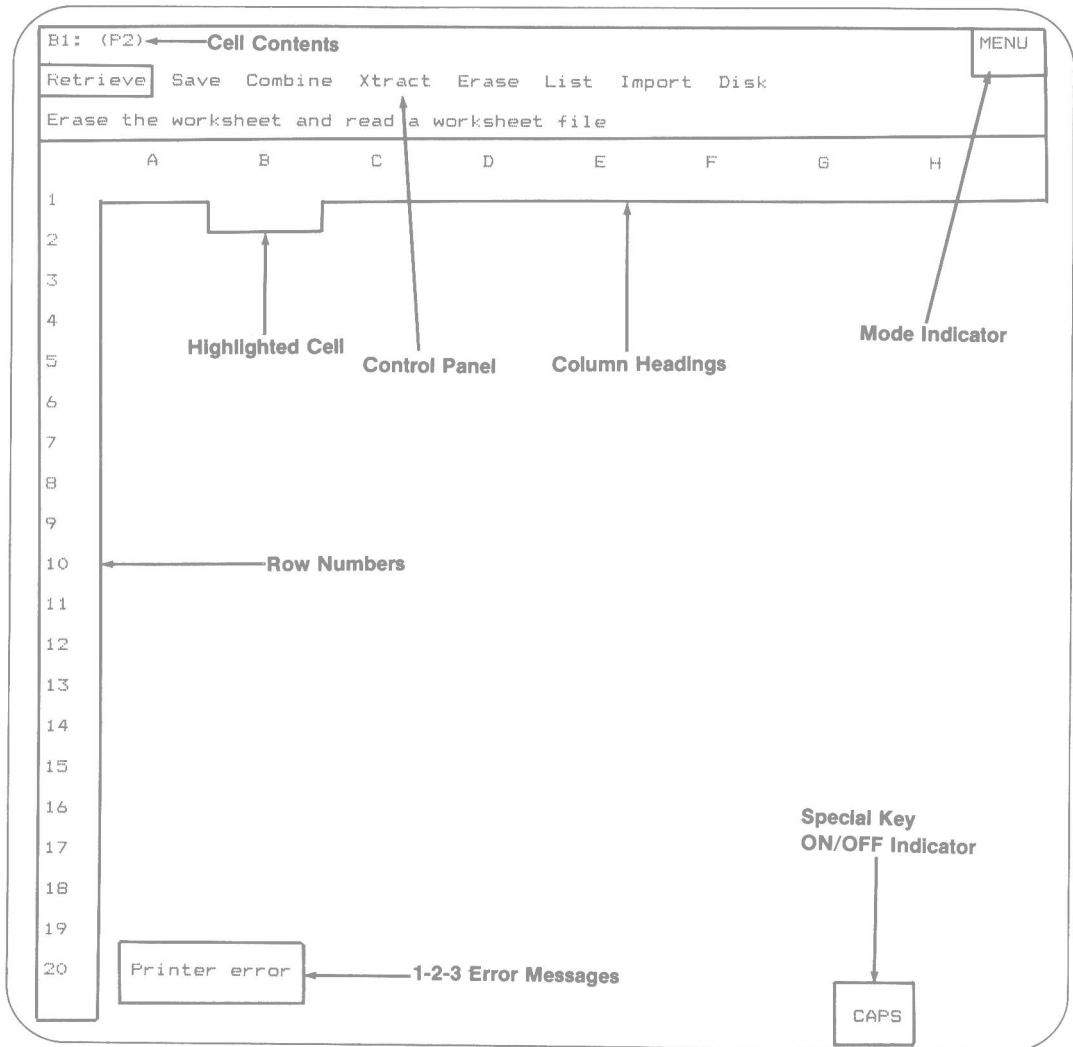 B1: (P2) Cell Contents MENU
Retrieve Save Combine Xtract Erase List Import Disk
Erase the worksheet and read a worksheet file
A B C D E F G H
1
2
3
4
Highlighted Cell
Control Panel
Column Headings
Mode Indicator
5
6
7
8
9
10 Row Numbers
11
12
13
14
15
16
Special Key
ON/OFF Indicator
17
18
19
20 Printer error 1-2-3 Error Messages
CAPS